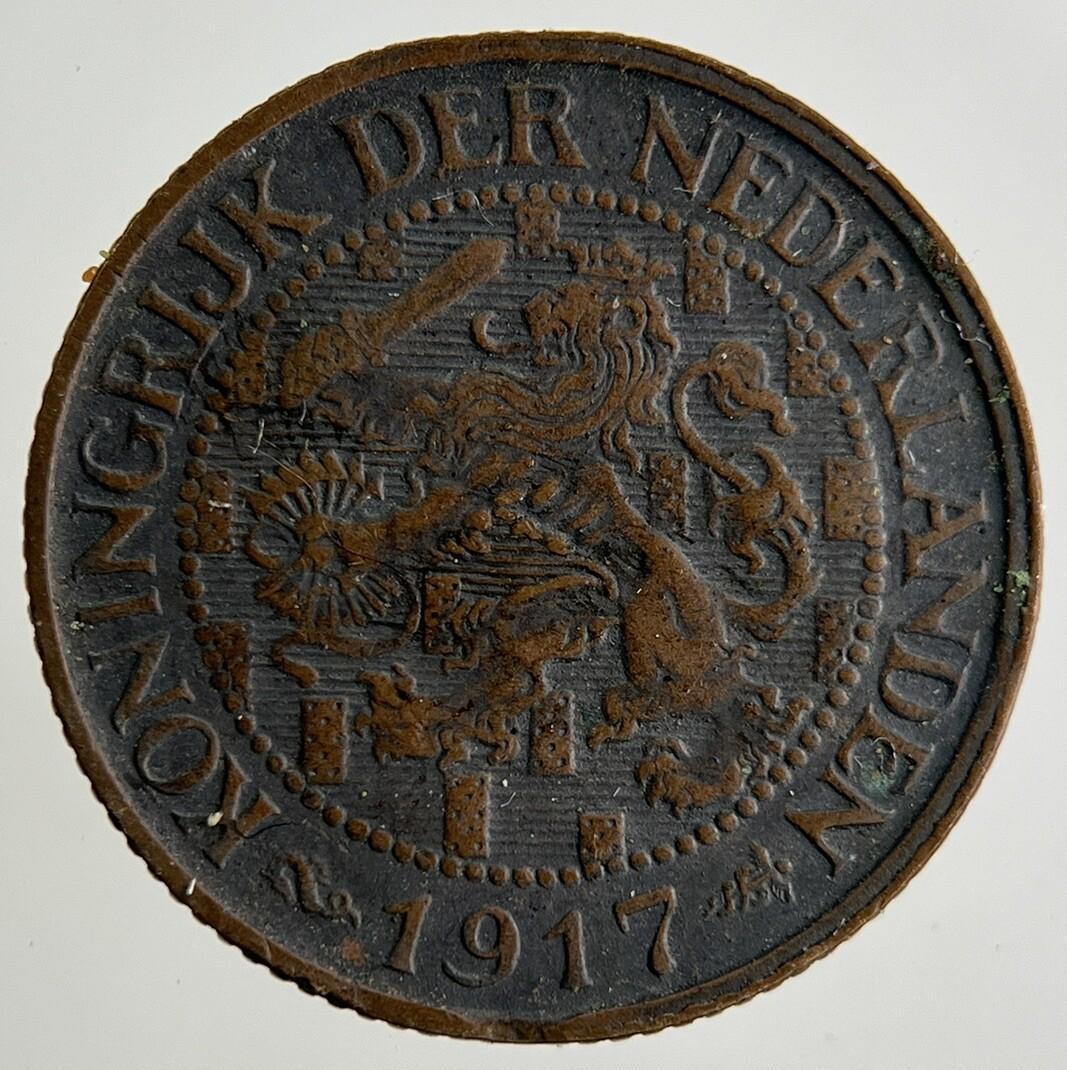 KONINGRIJK DER NEDERLANDEN
1917